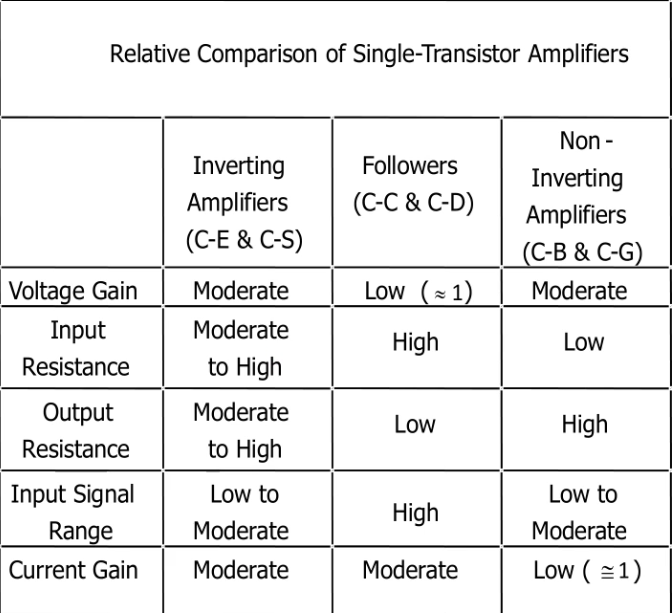 Relative Comparison of Single-Transistor Amplifiers
Inverting
Amplifiers
(C-E & C-S)
Followers
(C-C & C-D)
Non -
Inverting
Amplifiers
(C-B & C-G)
Voltage Gain
Moderate
Low ( ≈ 1)
Moderate
Input
Resistance
Moderate
to High
High
Low
Output
Resistance
Moderate
to High
Low
High
Input Signal
Range
Low to
Moderate
High
Low to
Moderate
Current Gain
Moderate
Moderate
Low ( ≅ 1)